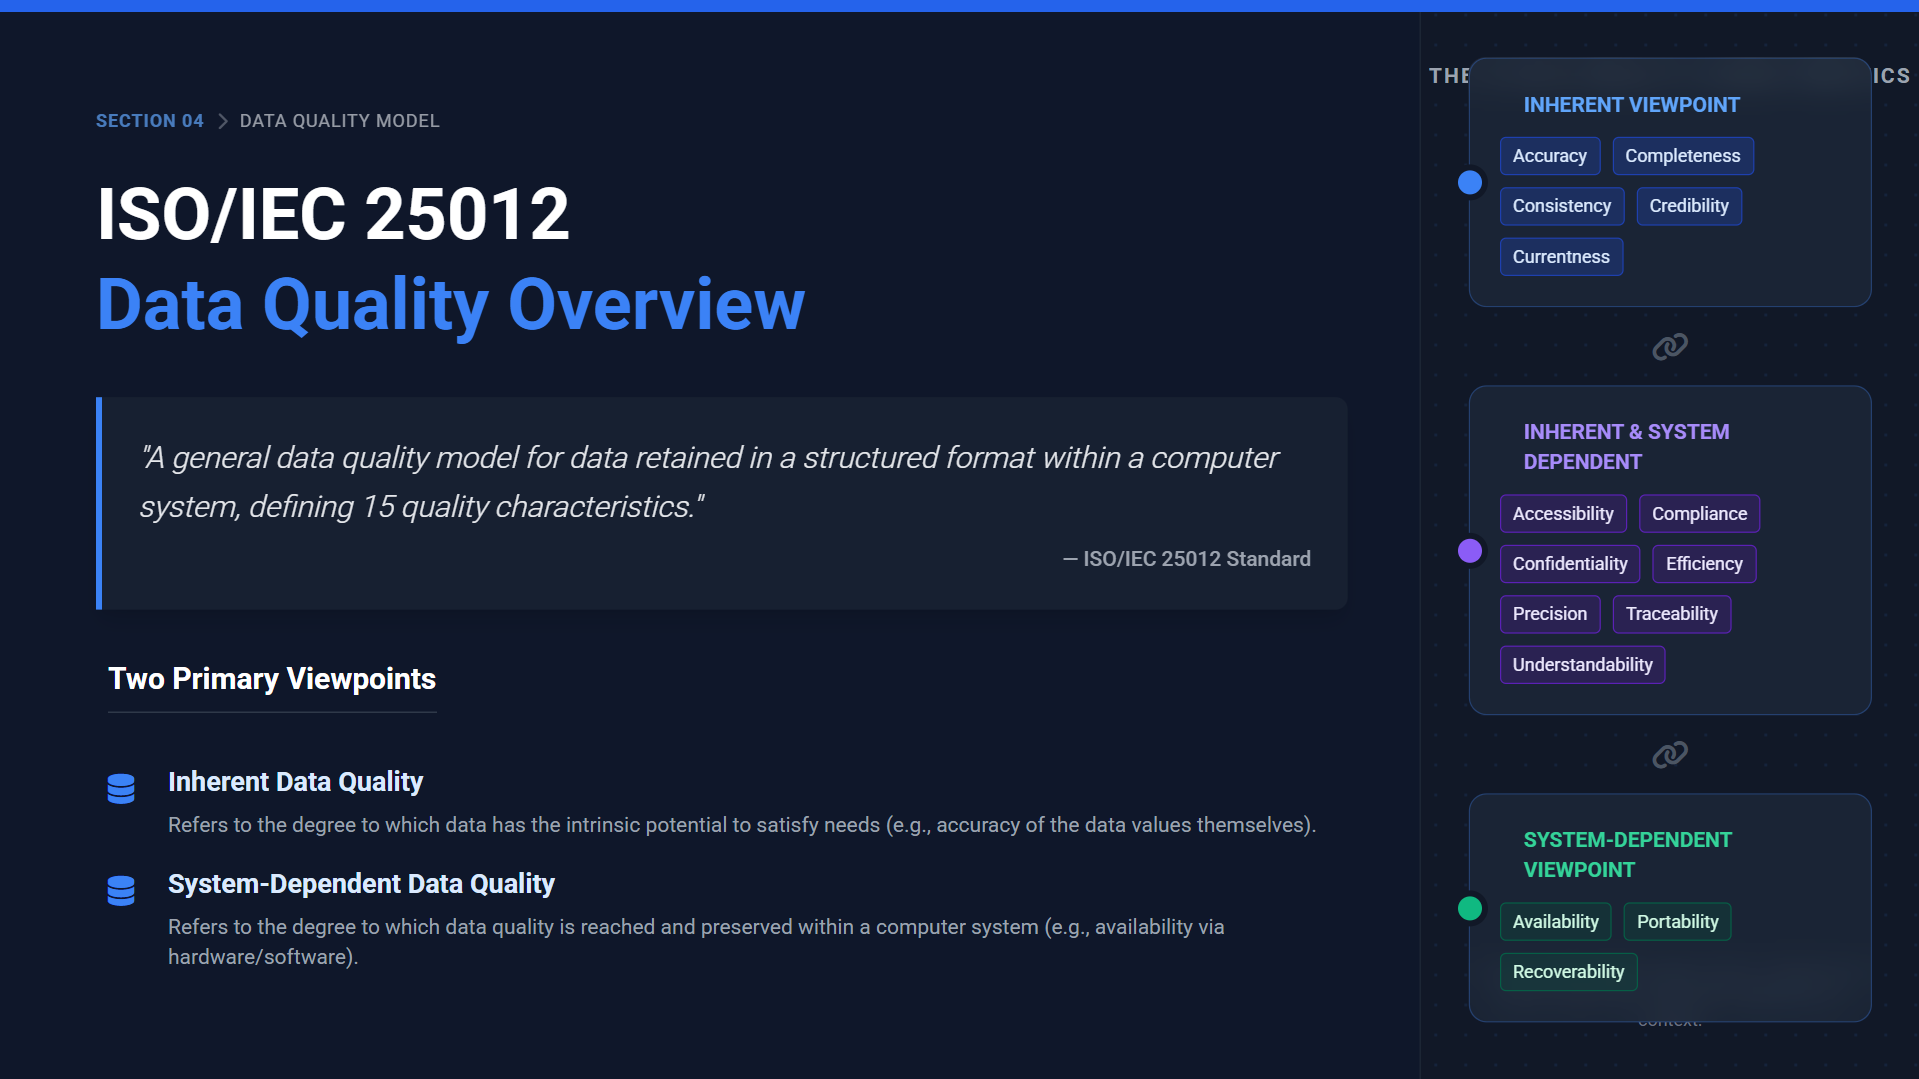 SECTION 04 > DATA QUALITY MODEL
ISO/IEC 25012
Data Quality Overview
"A general data quality model for data retained in a structured format within a computer
system, defining 15 quality characteristics."
— ISO/IEC 25012 Standard
Two Primary Viewpoints
Inherent Data Quality
Refers to the degree to which data has the intrinsic potential to satisfy needs (e.g., accuracy of the data values themselves).
System-Dependent Data Quality
Refers to the degree to which data quality is reached and preserved within a computer system (e.g., availability via
hardware/software).
THE
INHERENT VIEWPOINT
Accuracy Completeness
Consistency Credibility
Currentness
INHERENT & SYSTEM
DEPENDENT
Accessibility Compliance
Confidentiality Efficiency
Precision Traceability
Understandability
SYSTEM-DEPENDENT
VIEWPOINT
Availability Portability
Recoverability
context.